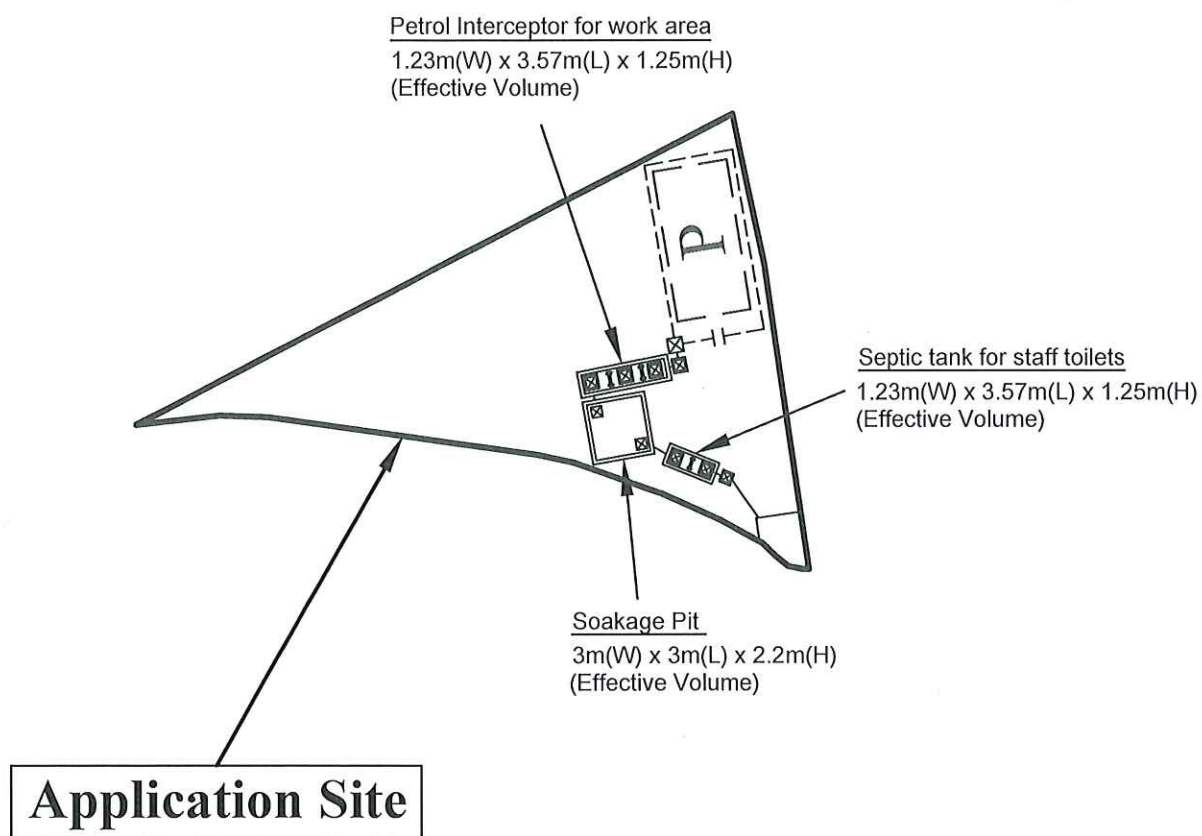 Petrol Interceptor for work area
1.23m(W) x 3.57m(L) x 1.25m(H)
(Effective Volume)
P
Septic tank for staff toilets
1.23m(W) x 3.57m(L) x 1.25m(H)
(Effective Volume)
Soakage Pit
3m(W) x 3m(L) x 2.2m(H)
(Effective Volume)
Application Site